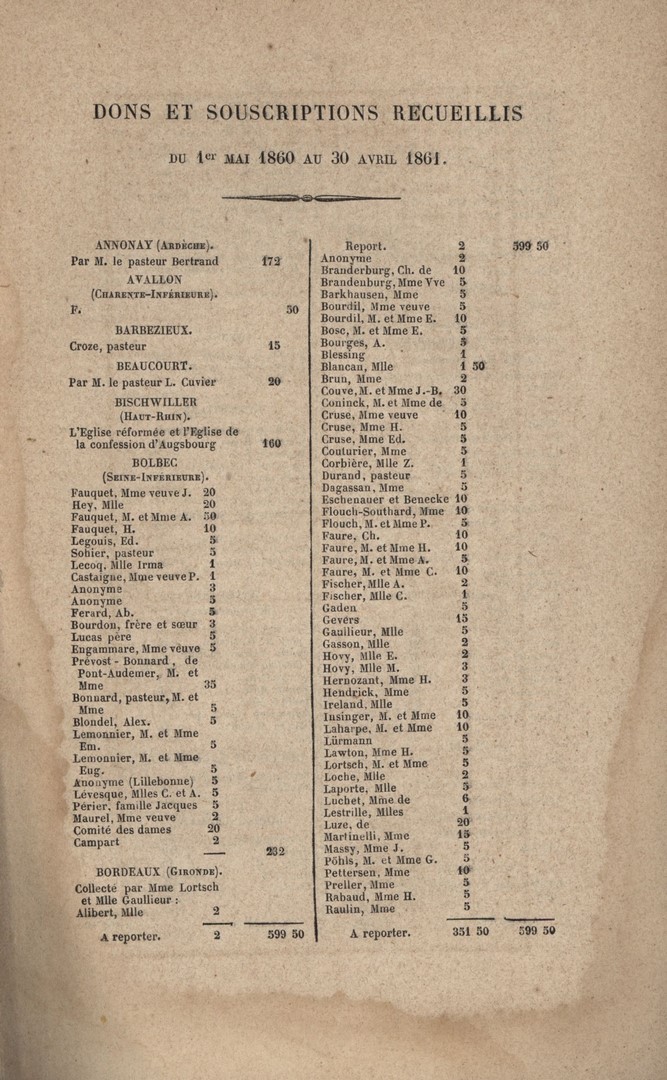 DONS ET SOUSCRIPTIONS RECUEILLIS
DU 1er MAI 1860 AU 30 AVRIL 1861.
ANNONAY (ARDÈCHE).
Par M. le pasteur Bertrand 172
AVALLON
(CHARENTE-INFÉRIEURE).
F. 50
BARBEZIEUX.
Croze, pasteur 15
BEAUCOURT.
Par M. le pasteur L. Cuvier 20
BISCHWILLER
(HAUT-RHIN).
L'Eglise réformée et l'Eglise de
la confession d'Augsbourg 160
BOLBEC
(SEINE-INFÉRIEURE).
Fauquet, Mme veuve J. 20
Hey, Mlle 20
Fauquet, M. et Mme A. 50
Fauquet, H. 10
Legouis, Ed. 5
Sohier, pasteur 5
Lecoq, Mlle Irma 1
Castaigne, Mme veuve P. 1
Anonyme 3
Anonyme 5
Ferard, Ab. 5
Bourdon, frère et sœur 3
Lucas père 5
Engammare, Mme veuve 5
Prévost-Bonnard, de
Pont-Audemer, M. et
Mme 35
Bonnard, pasteur, M. et
Mme 5
Blondel, Alex. 5
Lemonnier, M. et Mme
Em. 5
Lemonnier, M. et Mme
Eug. 5
Anonyme (Lillebonne) 5
Lévesque, Mlles C. et A. 5
Périer, famille Jacques 5
Maurel, Mme veuve 2
Comité des dames 20
Campart 2
232
BORDEAUX (GIRONDE).
Collecté par Mme Lortsch
et Mlle Gaullieur :
Alibert, Mlle 2
A reporter. 2 599 50
Report. 2 599 50
Anonyme 2
Branderburg, Ch. de 10
Brandenburg, Mme Vve 5
Barkhausen, Mme 5
Bourdil, Mme veuve 5
Bourdil, M. et Mme E. 10
Bosc, M. et Mme E. 5
Bourges, A. 5
Blessing 1
Blancan, Mlle 1 50
Brun, Mme 2
Couve, M. et Mme J.-B. 30
Coninck, M. et Mme de 5
Cruse, Mme veuve 10
Cruse, Mme H. 5
Cruse, Mme Ed. 5
Couturier, Mme 5
Corbière, Mlle Z. 1
Durand, pasteur 5
Dagassan, Mme 5
Eschenauer et Benecke 10
Flouch-Southard, Mme 10
Flouch, M. et Mme P. 5
Faure, Ch. 10
Faure, M. et Mme H. 10
Faure, M. et Mme A. 5
Faure, M. et Mme C. 10
Fischer, Mlle A. 2
Fischer, Mlle C. 1
Gaden 5
Gevers 15
Gaullieur, Mlle 5
Gasson, Mlle 2
Hovy, Mlle E. 2
Hovy, Mlle M. 3
Hernozant, Mme H. 3
Hendrick, Mme 5
Ireland, Mlle 5
Insinger, M. et Mme 10
Laharpe, M. et Mme 10
Lürmann 5
Lawton, Mme H. 5
Lortsch, M. et Mme 5
Loche, Mlle 2
Laporte, Mlle 5
Luchet, Mme de 6
Lestrille, Mlles 1
Luze, de 20
Martinelli, Mme 15
Massy, Mme J. 5
Pöhls, M. et Mme G. 5
Pettersen, Mme 10
Preller, Mme 5
Rabaud, Mme H. 5
Raulin, Mme 5
A reporter. 351 50 599 50